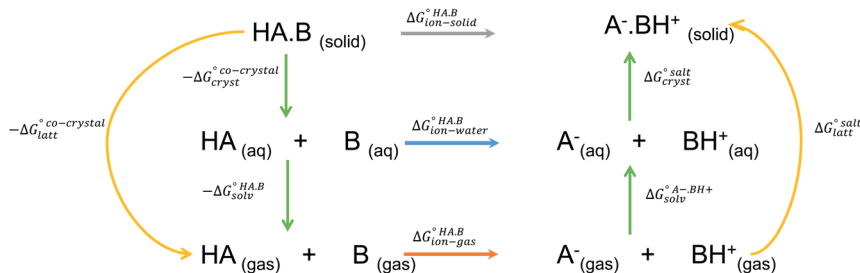 HA.B (solid) ΔG°HA.B ion−solid A-.BH+ (solid)
−ΔG°co−crystal cryst ΔG°salt cryst
−ΔG°co−crystal latt HA (aq) + B (aq) ΔG°HA.B ion−water A-(aq) + BH+(aq) ΔG°salt latt
−ΔG°HA.B solv ΔG°A−.BH+ solv
HA (gas) + B (gas) ΔG°HA.B ion−gas A-(gas) + BH+(gas)